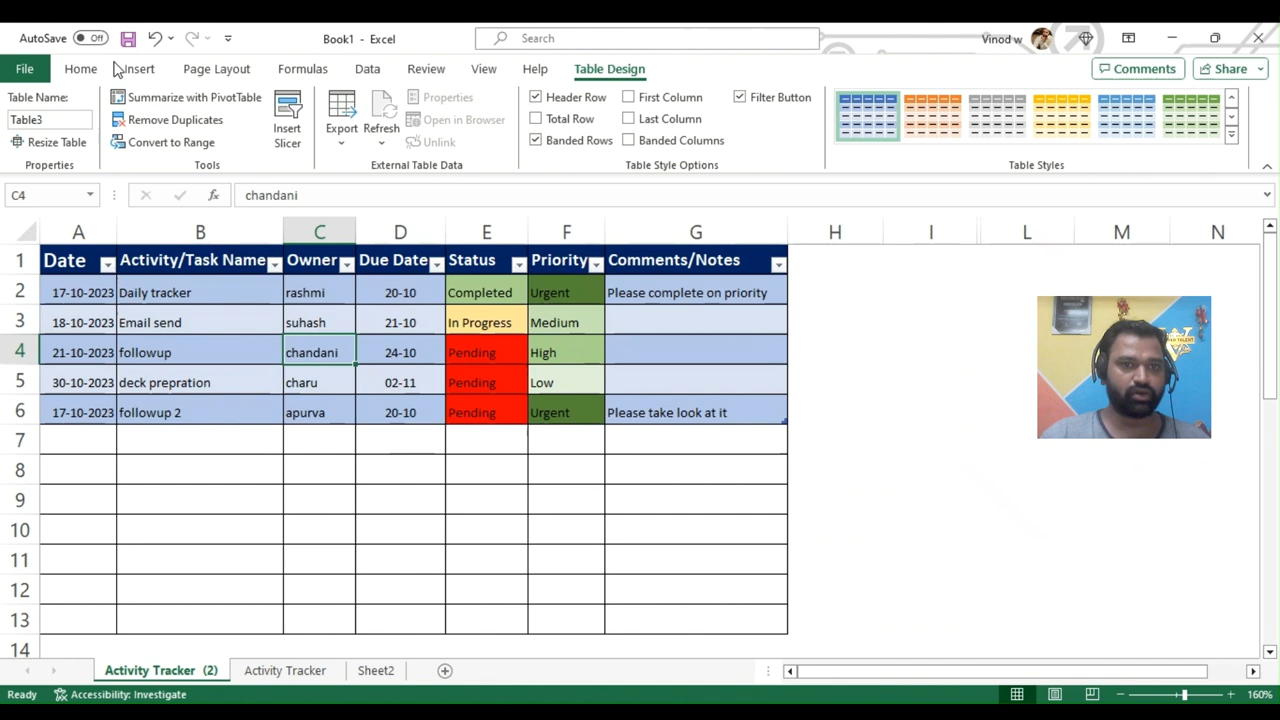 AutoSave Off Book1 - Excel Search Vinod w
File Home Insert Page Layout Formulas Data Review View Help Table Design Comments Share
Table Name: Summarize with PivotTable Properties Header Row First Column Filter Button
Table3 Remove Duplicates Insert Slicer Export Refresh Open in Browser Total Row Last Column
Resize Table Convert to Range Unlink Banded Rows Banded Columns
Properties Tools External Table Data Table Style Options Table Styles
C4 fx chandani
A B C D E F G H I L M N
1 Date Activity/Task Name Owner Due Date Status Priority Comments/Notes
2 17-10-2023 Daily tracker rashmi 20-10 Completed Urgent Please complete on priority
3 18-10-2023 Email send suhash 21-10 In Progress Medium
4 21-10-2023 followup chandani 24-10 Pending High
5 30-10-2023 deck prepration charu 02-11 Pending Low
6 17-10-2023 followup 2 apurva 20-10 Pending Urgent Please take look at it
7
8
9
10
11
12
13
14
Activity Tracker (2) Activity Tracker Sheet2
Ready Accessibility: Investigate 160%